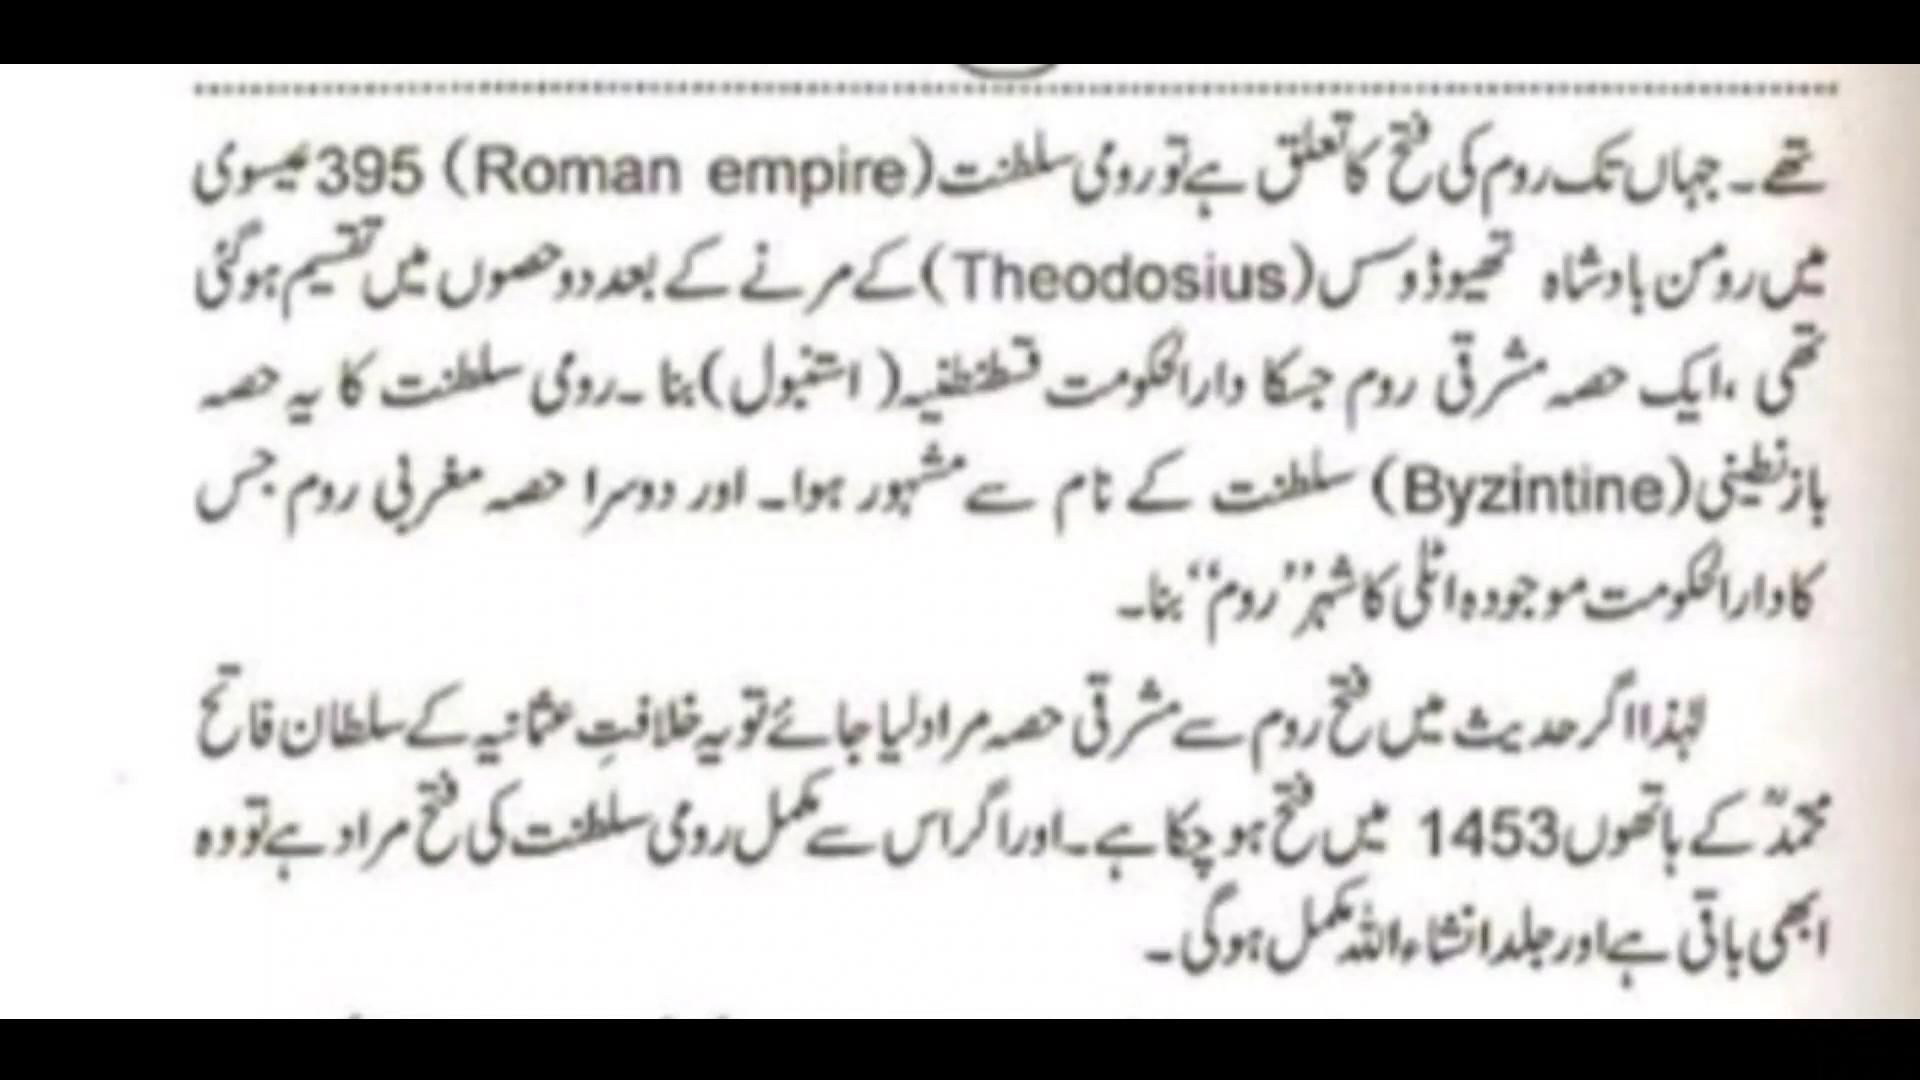 تھے۔ جہاں تک روم کی فتح کا تعلق ہے تو رومی سلطنت (Roman empire) 395 عیسوی
میں رومن بادشاہ تھیوڈوسس (Theodosius) کے مرنے کے بعد دو حصوں میں تقسیم ہوگئی
تھی، ایک حصہ مشرقی روم جسکا دارالحکومت قسطنطنیہ (استنبول) بنا۔ رومی سلطنت کا یہ حصہ
بازنطینی (Byzintine) سلطنت کے نام سے مشہور ہوا۔ اور دوسرا حصہ مغربی روم جس
کا دارالحکومت موجودہ اٹلی کا شہر ”روم“ بنا۔
لہٰذا اگر حدیث میں فتح روم سے مشرقی حصہ مراد لیا جائے تو یہ خلافتِ عثمانیہ کے سلطان فاتح
محمدؒ کے ہاتھوں 1453 میں فتح ہو چکا ہے۔ اور اگر اس سے مکمل رومی سلطنت کی فتح مراد ہے تو وہ
ابھی باقی ہے اور جلد انشاء اللہ مکمل ہوگی۔